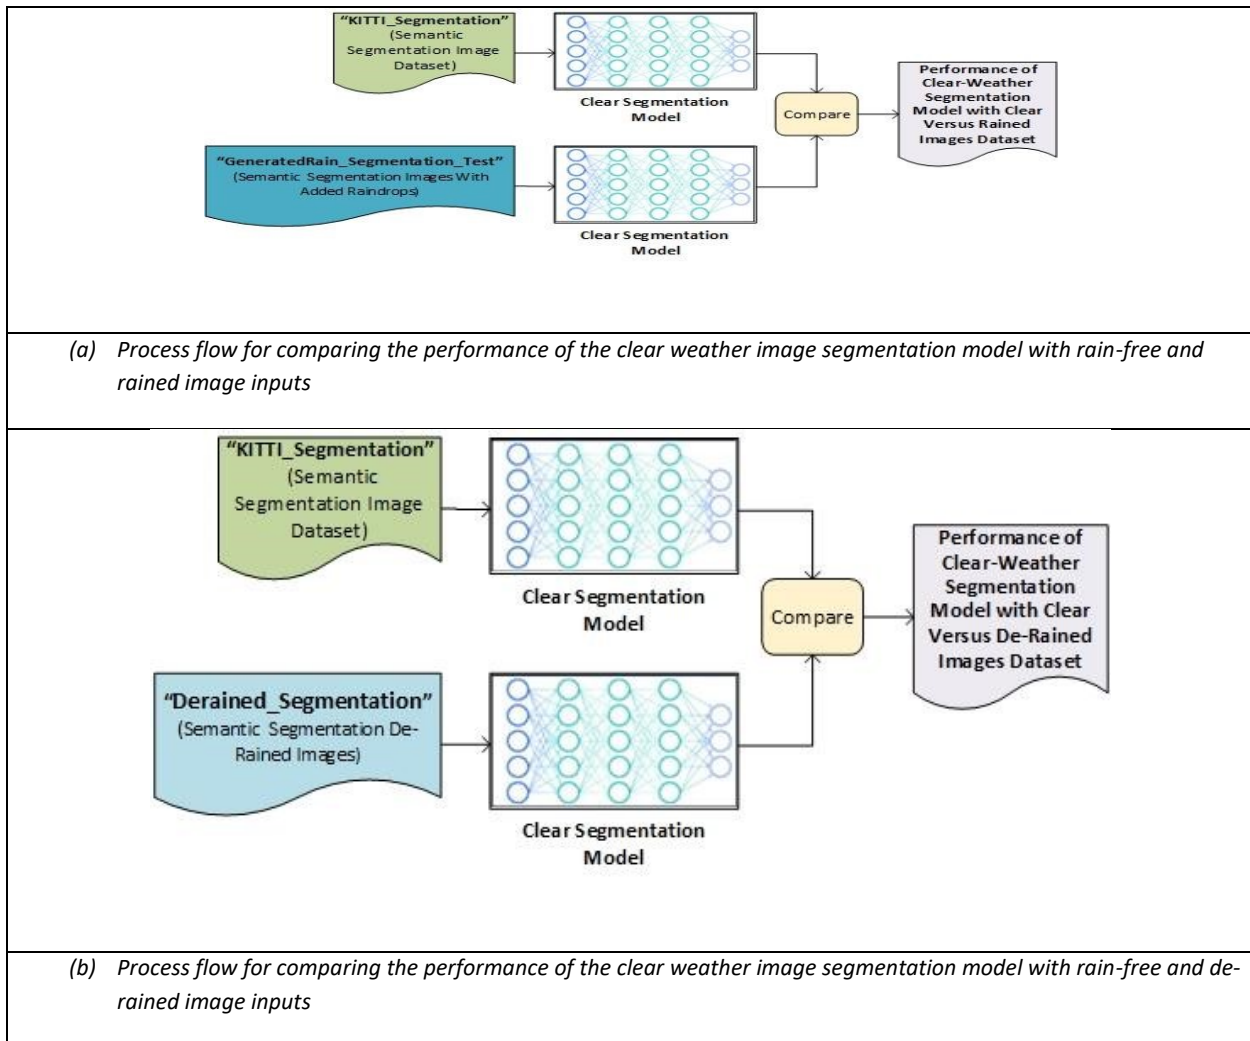 “KITTI_Segmentation”
(Semantic
Segmentation Image
Dataset)
Clear Segmentation
Model
“GeneratedRain_Segmentation_Test”
(Semantic Segmentation Images With
Added Raindrops)
Clear Segmentation
Model
Compare
Performance of
Clear-Weather
Segmentation
Model with Clear
Versus Rained
Images Dataset
(a) Process flow for comparing the performance of the clear weather image segmentation model with rain-free and
rained image inputs
“KITTI_Segmentation”
(Semantic
Segmentation Image
Dataset)
Clear Segmentation
Model
“Derained_Segmentation”
(Semantic Segmentation De-
Rained Images)
Clear Segmentation
Model
Compare
Performance of
Clear-Weather
Segmentation
Model with Clear
Versus De-Rained
Images Dataset
(b) Process flow for comparing the performance of the clear weather image segmentation model with rain-free and de-
rained image inputs